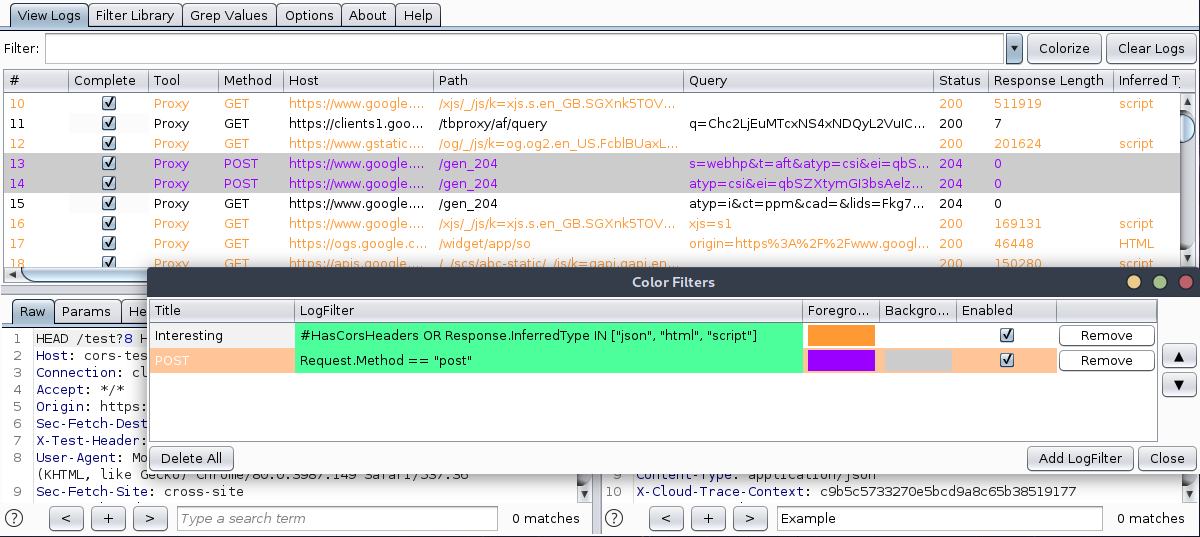 View Logs Filter Library Grep Values Options About Help
Filter: Colorize Clear Logs
# Complete Tool Method Host Path Query Status Response Length Inferred Ty
10 Proxy GET https://www.google.... /xjs/_/js/k=xjs.s.en_GB.SGXnk5TOV... 200 511919 script
11 Proxy GET https://clients1.goo... /tbproxy/af/query q=Chc2LjEuMTcxNS4xNDQyL2VuIC... 200 7
12 Proxy GET https://www.gstatic.... /og/_/js/k=og.og2.en_US.FcblBUaxL... 200 201624 script
13 Proxy POST https://www.google.... /gen_204 s=webhp&t=aft&atyp=csi&ei=qbS... 204 0
14 Proxy POST https://www.google.... /gen_204 atyp=csi&ei=qbSZXtymGI3bsAelz... 204 0
15 Proxy GET https://www.google.... /gen_204 atyp=i&ct=ppm&cad=&lids=Fkg7... 204 0
16 Proxy GET https://www.google.... /xjs/_/js/k=xjs.s.en_GB.SGXnk5TOV... xjs=s1 200 169131 script
17 Proxy GET https://ogs.google.c... /widget/app/so origin=https%3A%2F%2Fwww.googl... 200 46448 HTML
18 Proxy GET https://apis.google.... /_/scs/abc-static/_/js/k=gapi.gapi.en... 200 150280 script
Color Filters
Title LogFilter Foregro... Backgro... Enabled
Interesting #HasCorsHeaders OR Response.InferredType IN ["json", "html", "script"] Remove
POST Request.Method == "post" Remove
Delete All Add LogFilter Close
Raw Params He
1 HEAD /test?8 H
2 Host: cors-tes
3 Connection: cl
4 Accept: */*
5 Origin: https:
6 Sec-Fetch-Dest
7 X-Test-Header:
8 User-Agent: Mo
(KHTML, like Gecko) Chrome/80.0.3987.149 Safari/537.36
9 Sec-Fetch-Site: cross-site
9 Content-Type: application/json
10 X-Cloud-Trace-Context: c9b5c5733270e5bcd9a8c65b38519177
? < + > Type a search term 0 matches
? < + > Example 0 matches